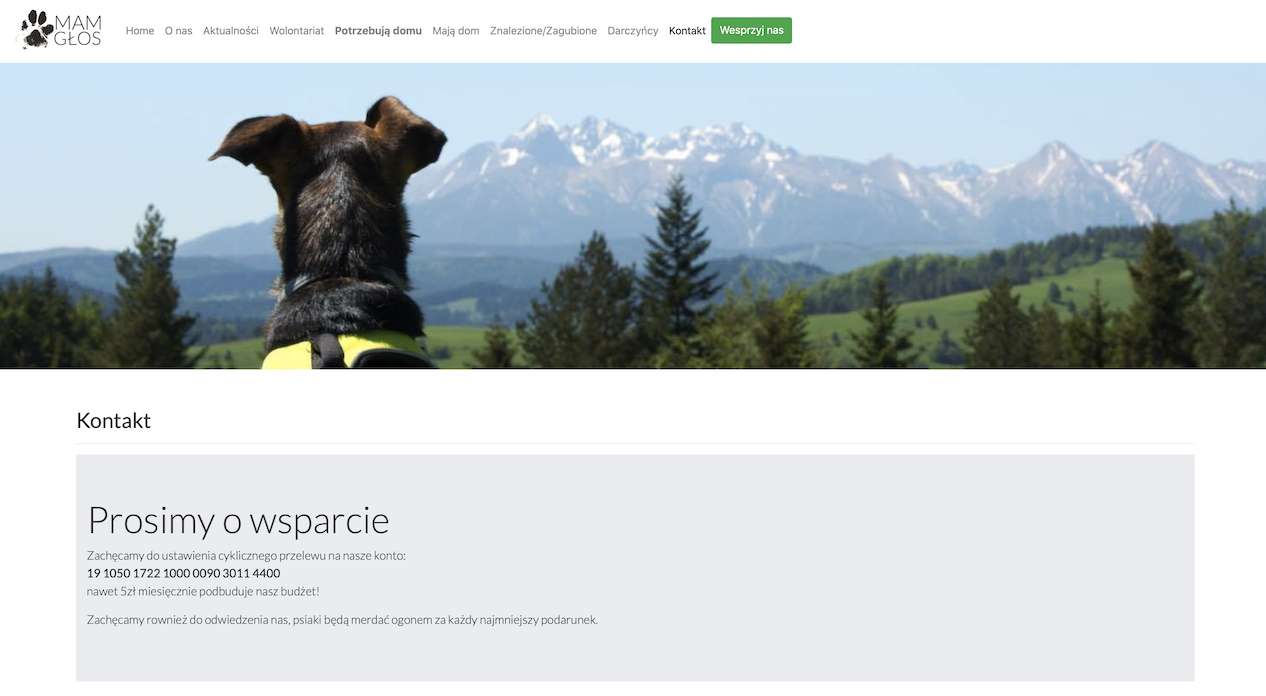 MAM
GŁOS
Home O nas Aktualności Wolontariat Potrzebują domu Mają dom Znalezione/Zagubione Darczyńcy Kontakt Wesprzyj nas
Kontakt
Prosimy o wsparcie
Zachęcamy do ustawienia cyklicznego przelewu na nasze konto:
19 1050 1722 1000 0090 3011 4400
nawet 5zł miesięcznie podbuduje nasz budżet!
Zachęcamy rownież do odwiedzenia nas, psiaki będą merdać ogonem za każdy najmniejszy podarunek.